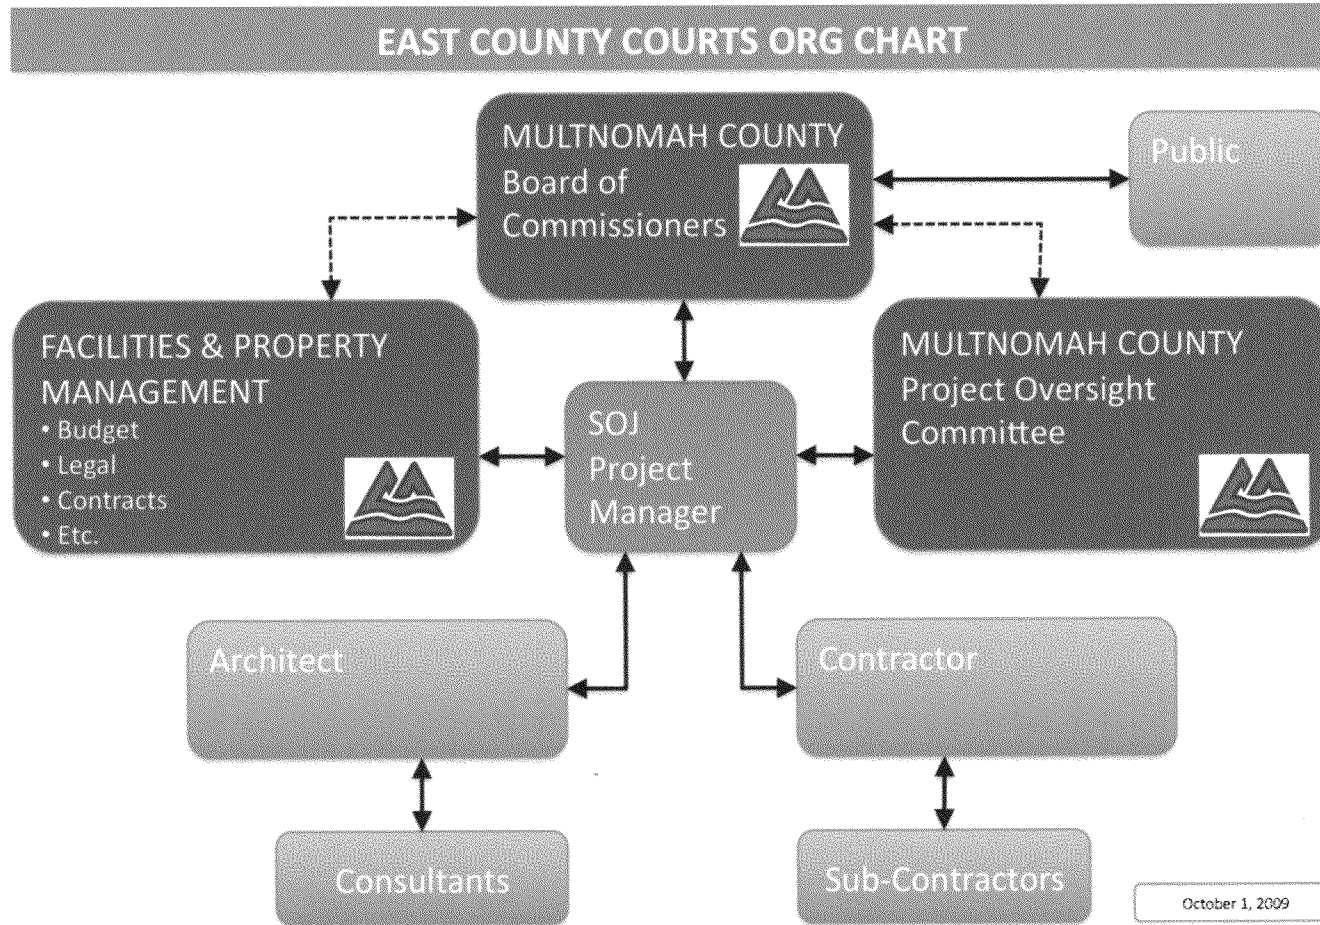 EAST COUNTY COURTS ORG CHART
MULTNOMAH COUNTY
Board of
Commissioners
Public
FACILITIES & PROPERTY
MANAGEMENT
• Budget
• Legal
• Contracts
• Etc.
SOJ
Project
Manager
MULTNOMAH COUNTY
Project Oversight
Committee
Architect
Contractor
Consultants
Sub-Contractors
October 1, 2009